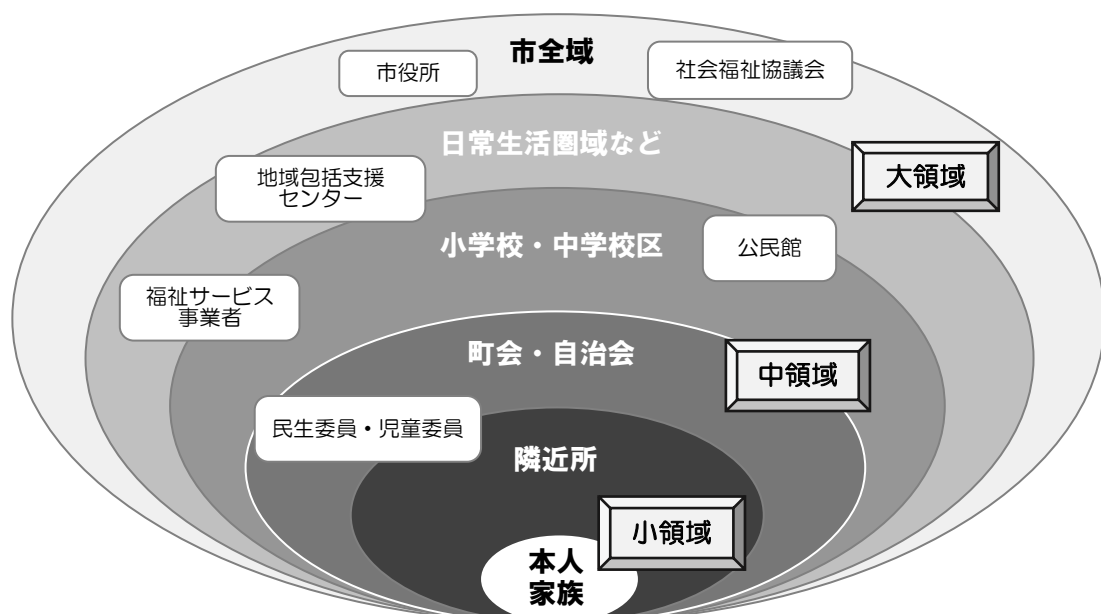 市全域
市役所
社会福祉協議会
日常生活圏域など
大領域
地域包括支援
センター
小学校・中学校区
公民館
福祉サービス
事業者
町会・自治会
中領域
民生委員・児童委員
隣近所
小領域
本人
家族